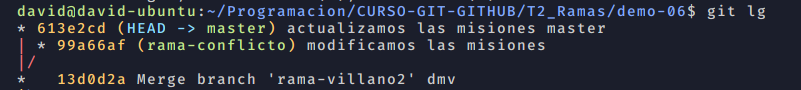 david@david-ubuntu:~/Programacion/CURSO-GIT-GITHUB/T2_Ramas/demo-06$ git lg
* 613e2cd (HEAD -> master) actualizamos las misiones master
| * 99a66af (rama-conflicto) modificamos las misiones
|/
*   13d0d2a Merge branch 'rama-villano2' dmv